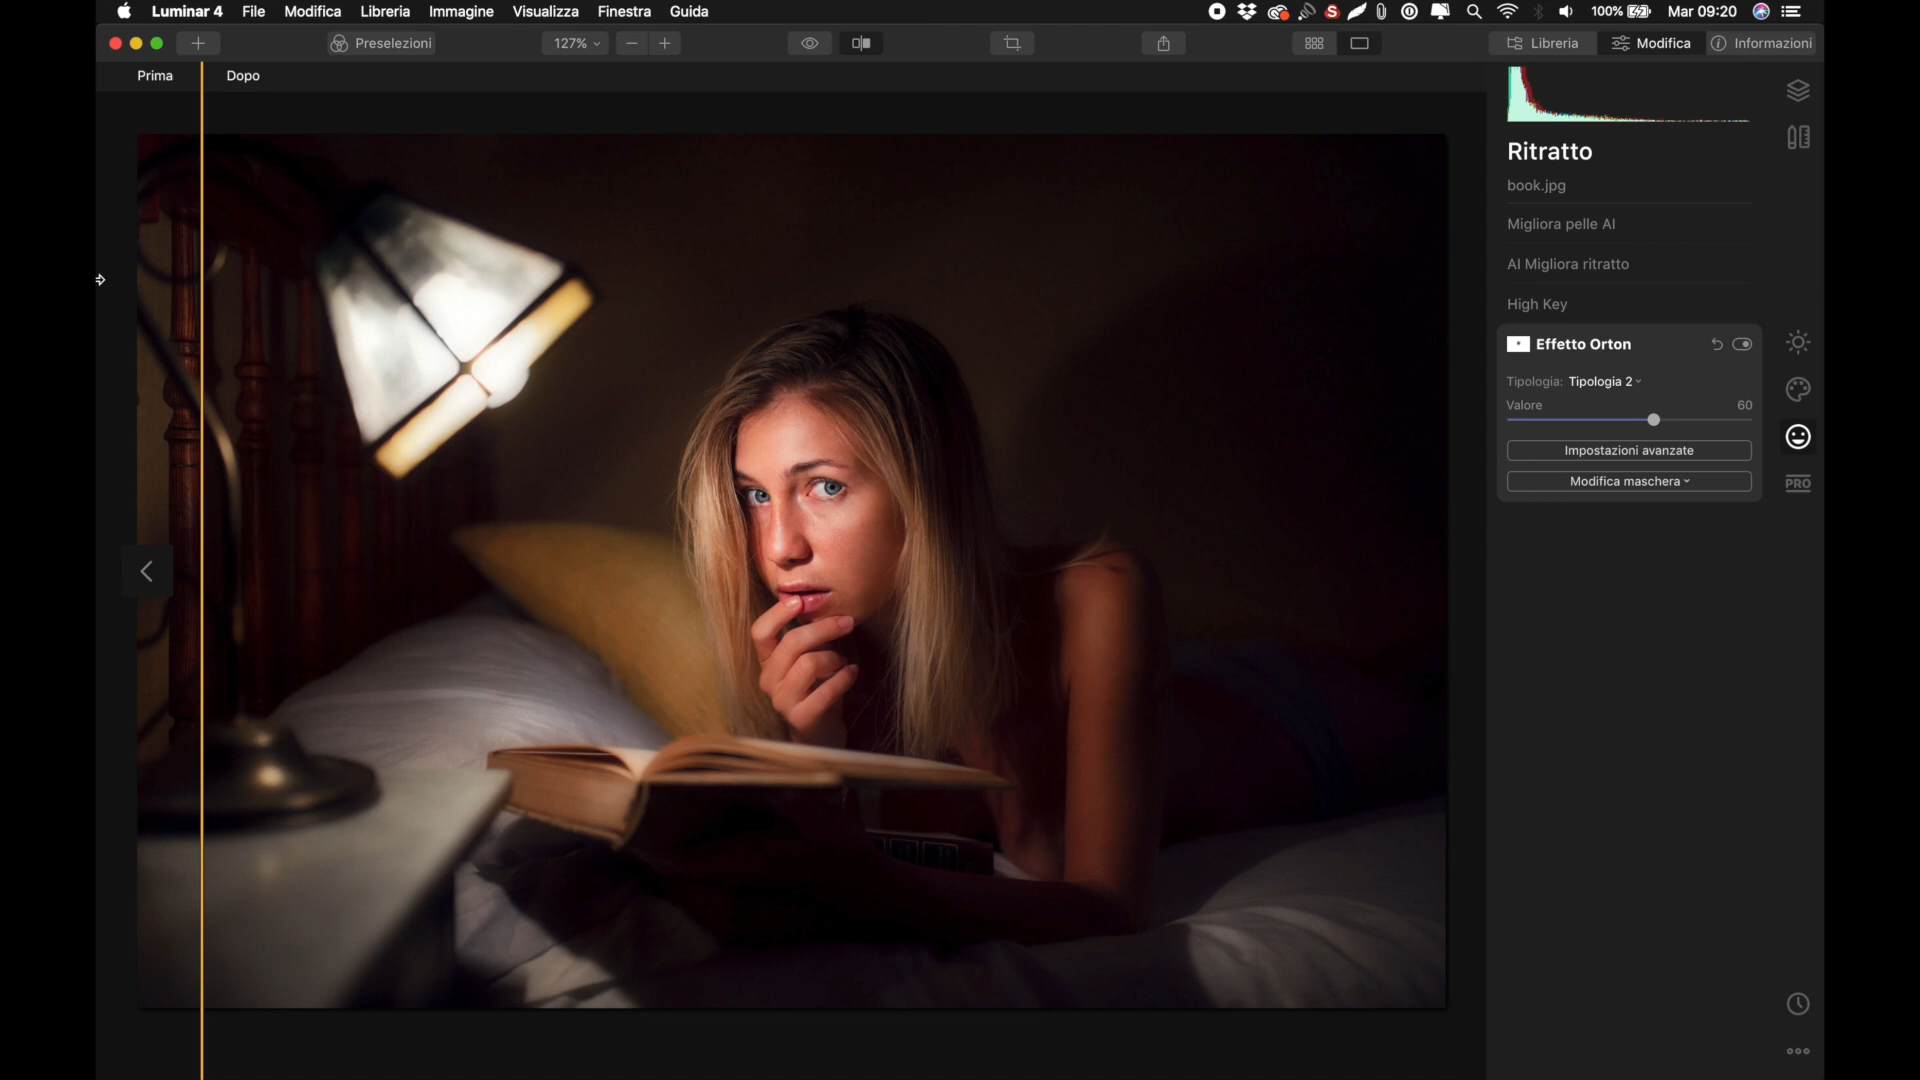 Luminar 4 File Modifica Libreria Immagine Visualizza Finestra Guida 100% Mar 09:20
Preselezioni 127% Libreria Modifica Informazioni
Prima Dopo
Ritratto
book.jpg
Migliora pelle AI
AI Migliora ritratto
High Key
Effetto Orton
Tipologia: Tipologia 2
Valore 60
Impostazioni avanzate
Modifica maschera
PRO